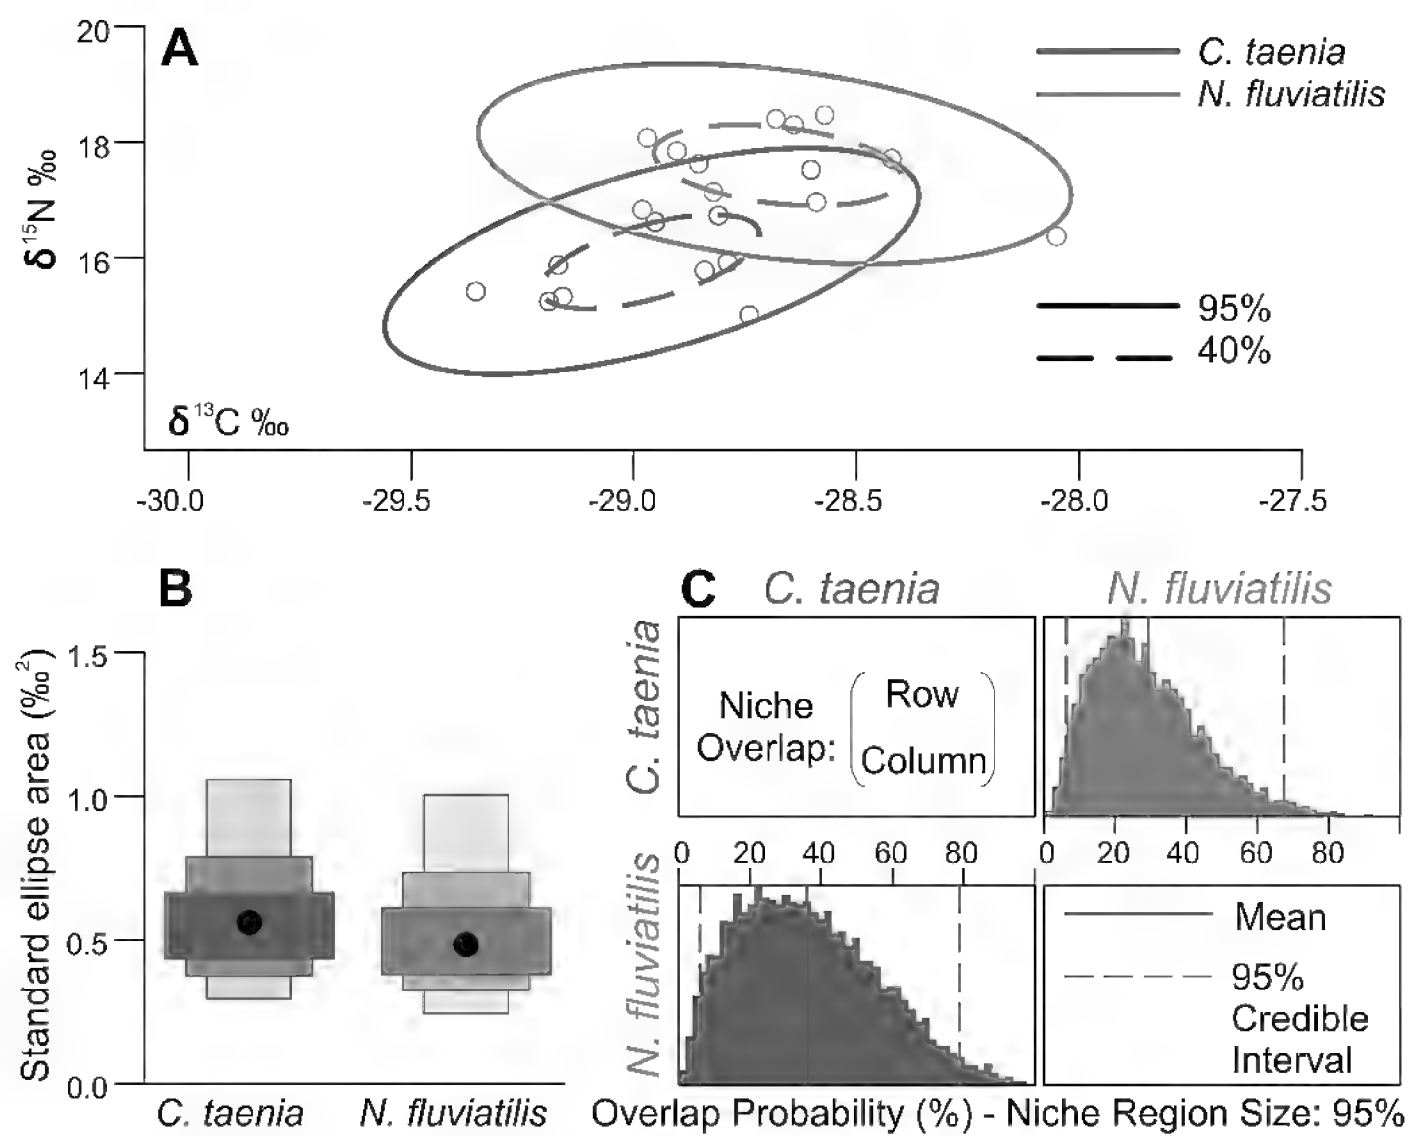 A
20
18
16
14
δ¹⁵N ‰
C. taenia
N. fluviatilis
95%
40%
δ¹³C ‰
-30.0
-29.5
-29.0
-28.5
-28.0
-27.5
B
Standard ellipse area (‰²)
1.5
1.0
0.5
0.0
C. taenia
N. fluviatilis
C
C. taenia
N. fluviatilis
C. taenia
Niche
Overlap:
Row
Column
0 20 40 60 80
0 20 40 60 80
N. fluviatilis
Mean
95%
Credible
Interval
Overlap Probability (%) - Niche Region Size: 95%